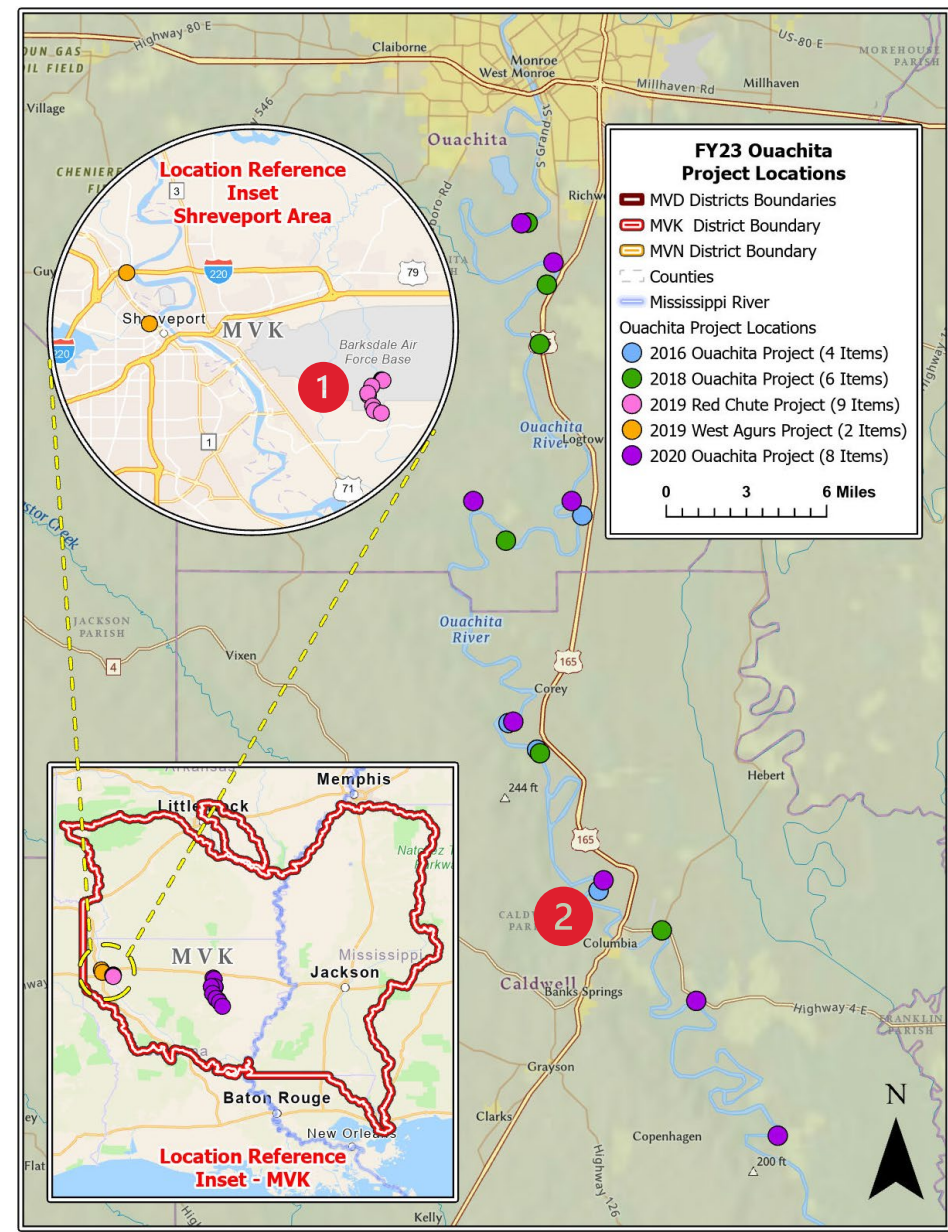 Highway 80 E
Claiborne
Monroe
West Monroe
US-80 E
MOREHOUSE
PARISH
Millhaven Rd
Millhaven
Village
546
Ouachita
S Grand St
CHENIERE
Location Reference
Inset
Shreveport Area
3
220
79
Shreveport
MVK
Barksdale Air
Force Base
1
220
1
71
FY23 Ouachita
Project Locations
MVD Districts Boundaries
MVK District Boundary
MVN District Boundary
Counties
Mississippi River
Ouachita Project Locations
2016 Ouachita Project (4 Items)
2018 Ouachita Project (6 Items)
2019 Red Chute Project (9 Items)
2019 West Agurs Project (2 Items)
2020 Ouachita Project (8 Items)
0 3 6 Miles
Ouachita
River
Logtow
Ouachita
River
JACKSON
PARISH
4
Vixen
165
Corey
244 ft
Hebert
165
2
Columbia
Caldwell
Banks Springs
Highway 4 E
FRANKLIN
PARISH
Grayson
Clarks
Copenhagen
200 ft
Highway 126
Kelly
N
Memphis
Little Rock
MVK
Mississippi
Jackson
Baton Rouge
New Orleans
Location Reference
Inset - MVK